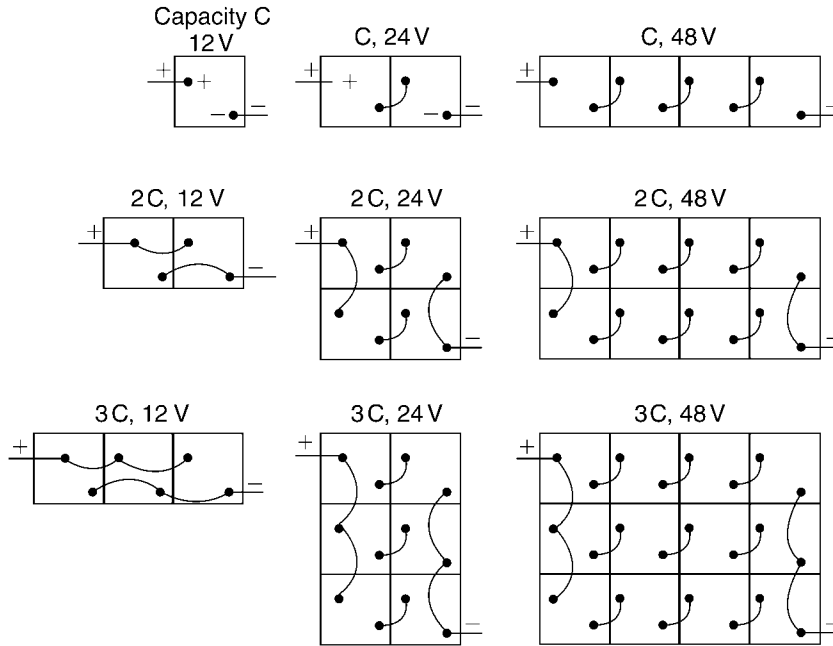 Capacity C
12 V
C, 24 V
C, 48 V
+ + + + +
− − − − −
2 C, 12 V
2 C, 24 V
2 C, 48 V
+ + +
− − −
3 C, 12 V
3 C, 24 V
3 C, 48 V
+ + +
− − −